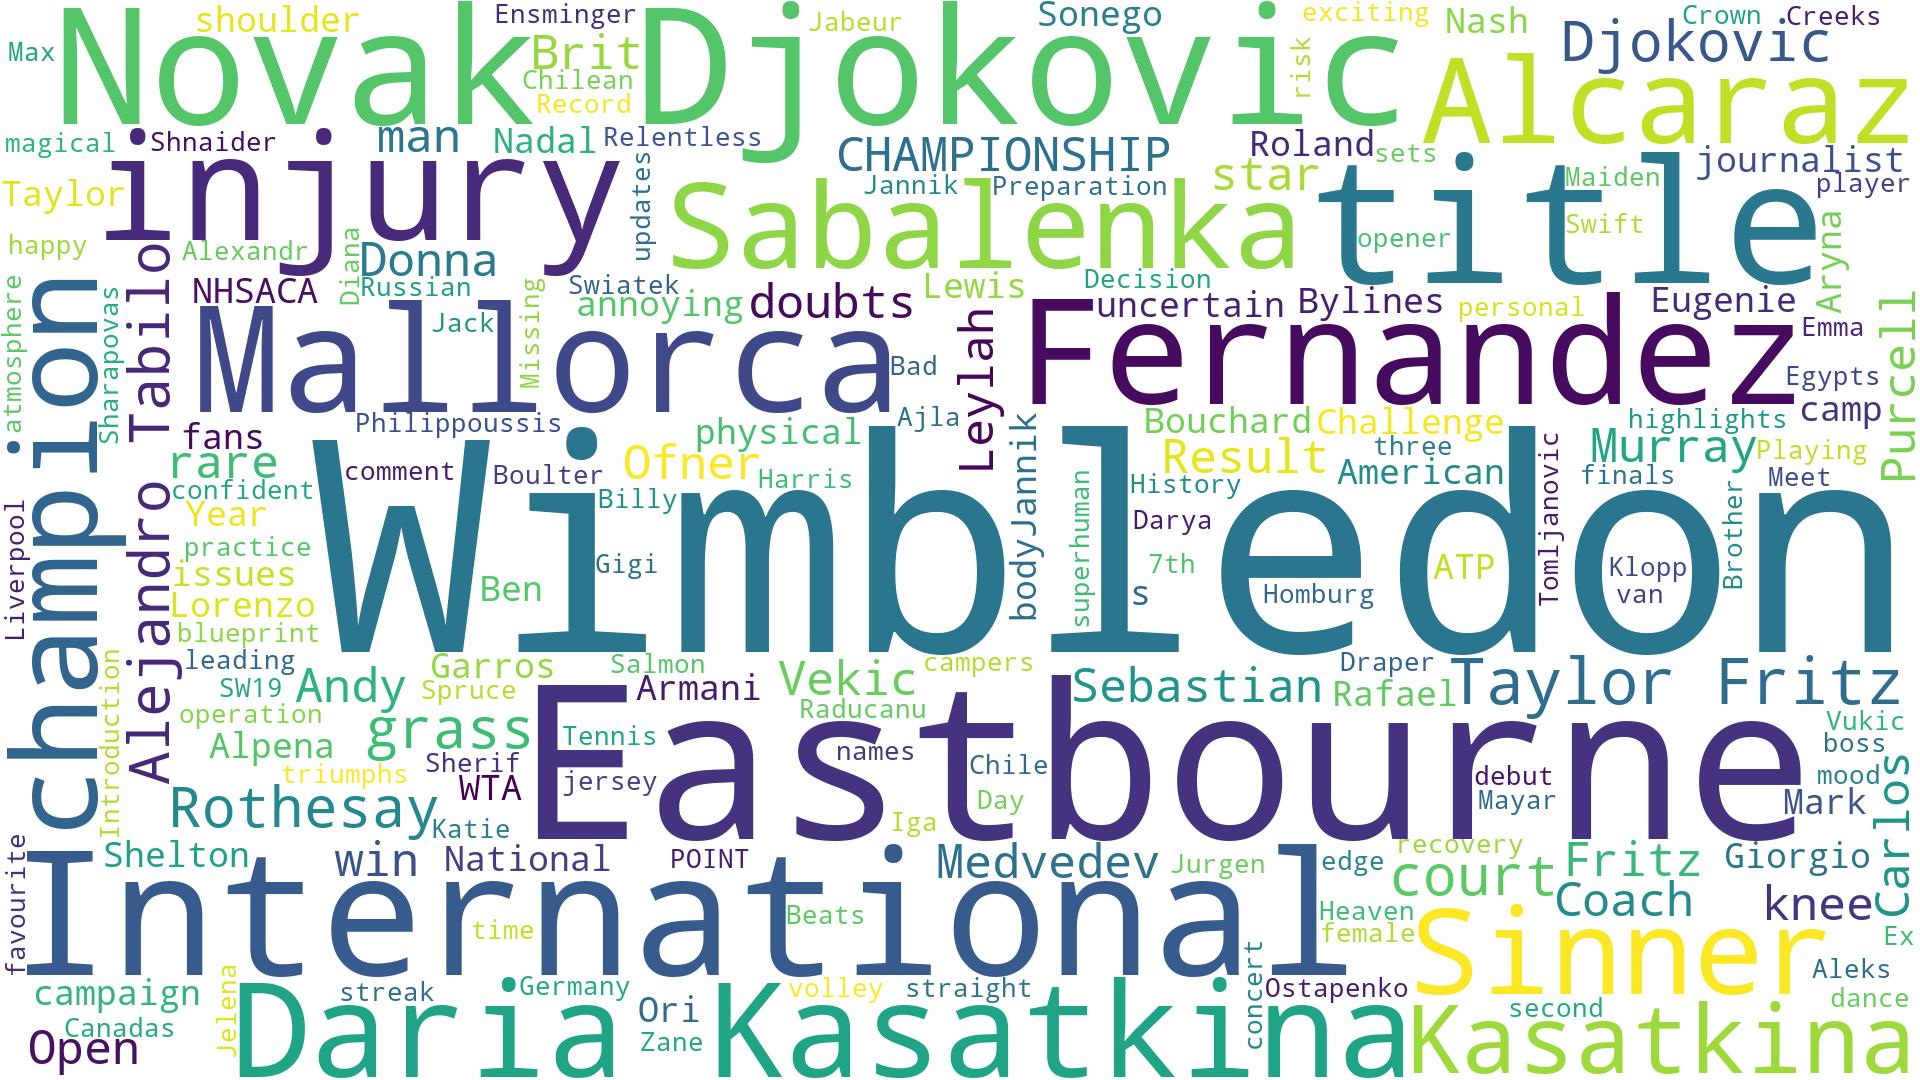 Novak Djokovic
shoulder
Ensminger
Jabeur
Sonego
exciting
Nash
Crown
Creeks
Max
Brit
Chilean
Record
risk
Djokovic
Alcaraz
magical
Shnaider
man
Nadal
Relentless
CHAMPIONSHIP
Roland
sets
journalist
injury
Taylor
updates
Sabalenka
Jannik
Preparation
star
title
Maiden
player
Swift
opener
Aryna
happy
Alexandr
Diana
Donna
Russian
NHSACA
Swiatek
Missing
annoying
doubts
Lewis
Decision
uncertain
Bylines
personal
Eugenie
Emma
atmosphere
Sharapovas
champion
Alejandro Tabilo
Mallorca
Jack
Bad
Leylah
Fernandez
Egypts
camp
Purcell
Philippoussis
Ajla
fans
physical
Bouchard
Challenge
highlights
rare
comment
Boulter
Ofner
Harris
Result
three
American
Murray
Playing
finals
Meet
confident
Billy
bodyJannik
superhuman
History
Darya
Tomljanovic
Brother
Year
Wimbledon
Liverpool
practice
issues
Ben
Gigi
s
7th
ATP
Klopp
van
Homburg
Lorenzo
blueprint
leading
Garros
Salmon
Vekic
campers
Sebastian
Draper
Rafael
Taylor Fritz
SW19
Andy
Spruce
Armani
Raducanu
operation
Introduction
grass
Eastbourne
Tennis
names
Chile
Vukic
boss
Alpena
triumphs
Sherif
WTA
jersey
Day
debut
Mayar
mood
Mark
Carlos
Rothesay
Katie
Iga
favourite
Shelton
win
National
POINT
Medvedev
Jurgen
edge
recovery
court
Fritz
Giorgio
International
time
Beats
Heaven
female
Coach
knee
Ex
Sinner
concert
Aleks
campaign
Jelena
streak
Germany
volley
straight
Ostapenko
second
dance
Canadas
Open
Daria Kasatkina
Ori
Zane
Kasatkina